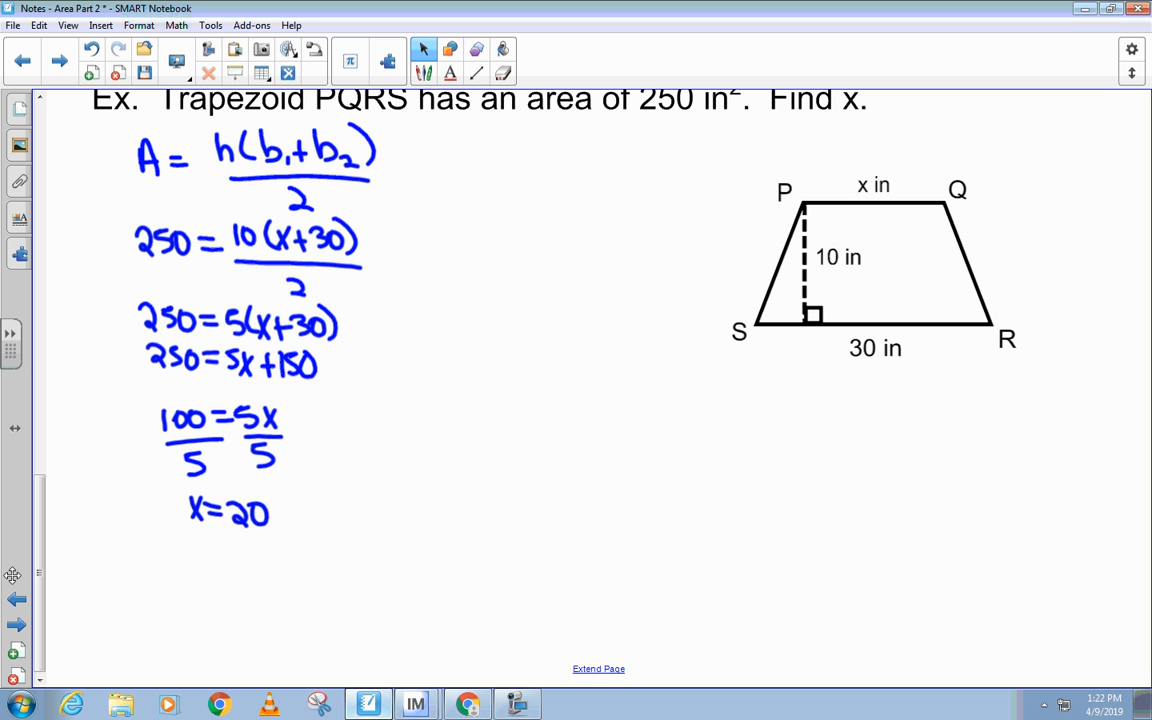 Notes - Area Part 2 * - SMART Notebook
File Edit View Insert Format Math Tools Add-ons Help
Ex. Trapezoid PQRS has an area of 250 in². Find x.
A = h(b₁+b₂)
2
250 = 10(x+30)
2
250 = 5(x+30)
250 = 5x+150
100 = 5x
5 5
x = 20
x in
P Q
10 in
S R
30 in
Extend Page
IM
1:22 PM
4/9/2019